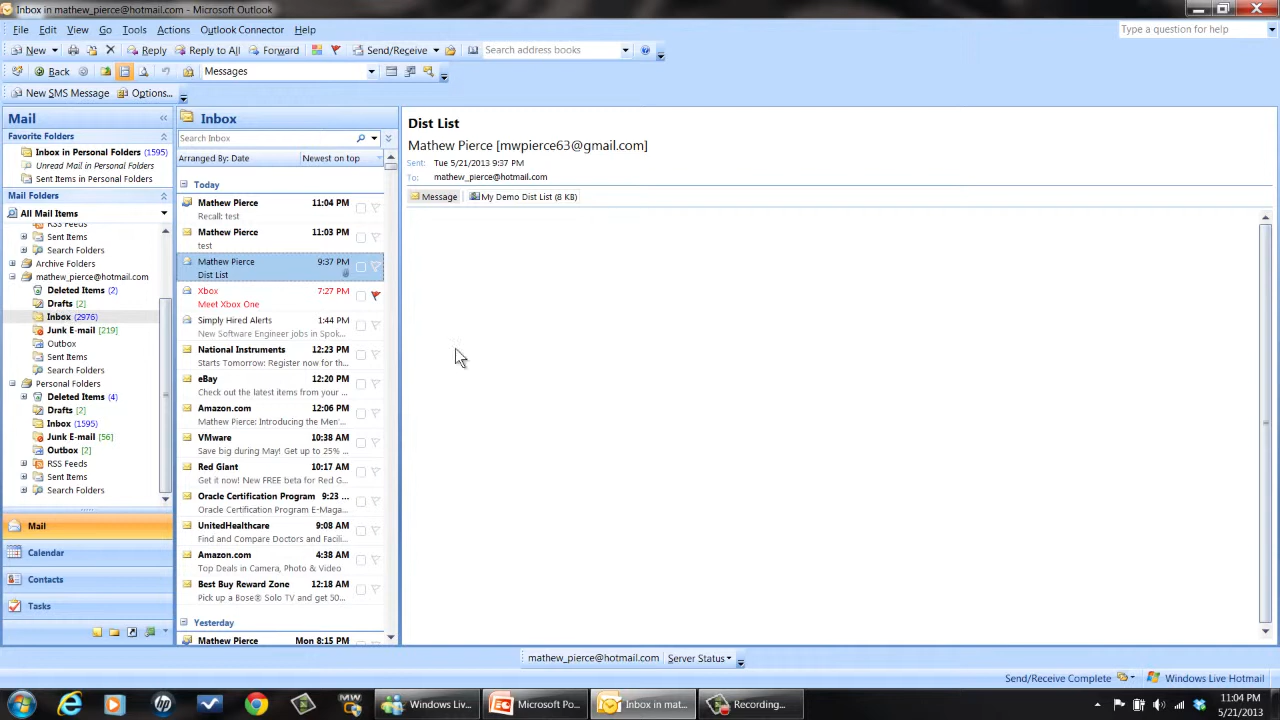 Inbox in mathew_pierce@hotmail.com - Microsoft Outlook
File Edit View Go Tools Actions Outlook Connector Help
Type a question for help
New Reply Reply to All Forward Send/Receive Search address books
Back Messages
New SMS Message Options...
Mail
Favorite Folders
Inbox in Personal Folders (1595)
Unread Mail in Personal Folders
Sent Items in Personal Folders
Mail Folders
All Mail Items
RSS Feeds
Sent Items
Search Folders
Archive Folders
mathew_pierce@hotmail.com
Deleted Items (2)
Drafts [2]
Inbox (2976)
Junk E-mail [219]
Outbox
Sent Items
Search Folders
Personal Folders
Deleted Items (4)
Drafts [2]
Inbox (1595)
Junk E-mail [56]
Outbox [2]
RSS Feeds
Sent Items
Search Folders
Mail
Calendar
Contacts
Tasks
Inbox
Search Inbox
Arranged By: Date Newest on top
Today
Mathew Pierce 11:04 PM
Recall: test
Mathew Pierce 11:03 PM
test
Mathew Pierce 9:37 PM
Dist List
Xbox 7:27 PM
Meet Xbox One
Simply Hired Alerts 1:44 PM
New Software Engineer jobs in Spok...
National Instruments 12:23 PM
Starts Tomorrow: Register now for th...
eBay 12:20 PM
Check out the latest items from your ...
Amazon.com 12:06 PM
Mathew Pierce: Introducing the Men'...
VMware 10:38 AM
Save big during May! Get up to 25% ...
Red Giant 10:17 AM
Get it now! New FREE beta for Red G...
Oracle Certification Program 9:23 ...
Oracle Certification Program E-Maga...
UnitedHealthcare 9:08 AM
Find and Compare Doctors and Facili...
Amazon.com 4:38 AM
Top Deals in Camera, Photo & Video
Best Buy Reward Zone 12:18 AM
Pick up a Bose® Solo TV and get 50...
Yesterday
Mathew Pierce Mon 8:15 PM
Dist List
Mathew Pierce [mwpierce63@gmail.com]
Sent: Tue 5/21/2013 9:37 PM
To: mathew_pierce@hotmail.com
Message My Demo Dist List (8 KB)
mathew_pierce@hotmail.com Server Status
Send/Receive Complete Windows Live Hotmail
Windows Liv... Microsoft Po... Inbox in mat... Recording...
11:04 PM
5/21/2013